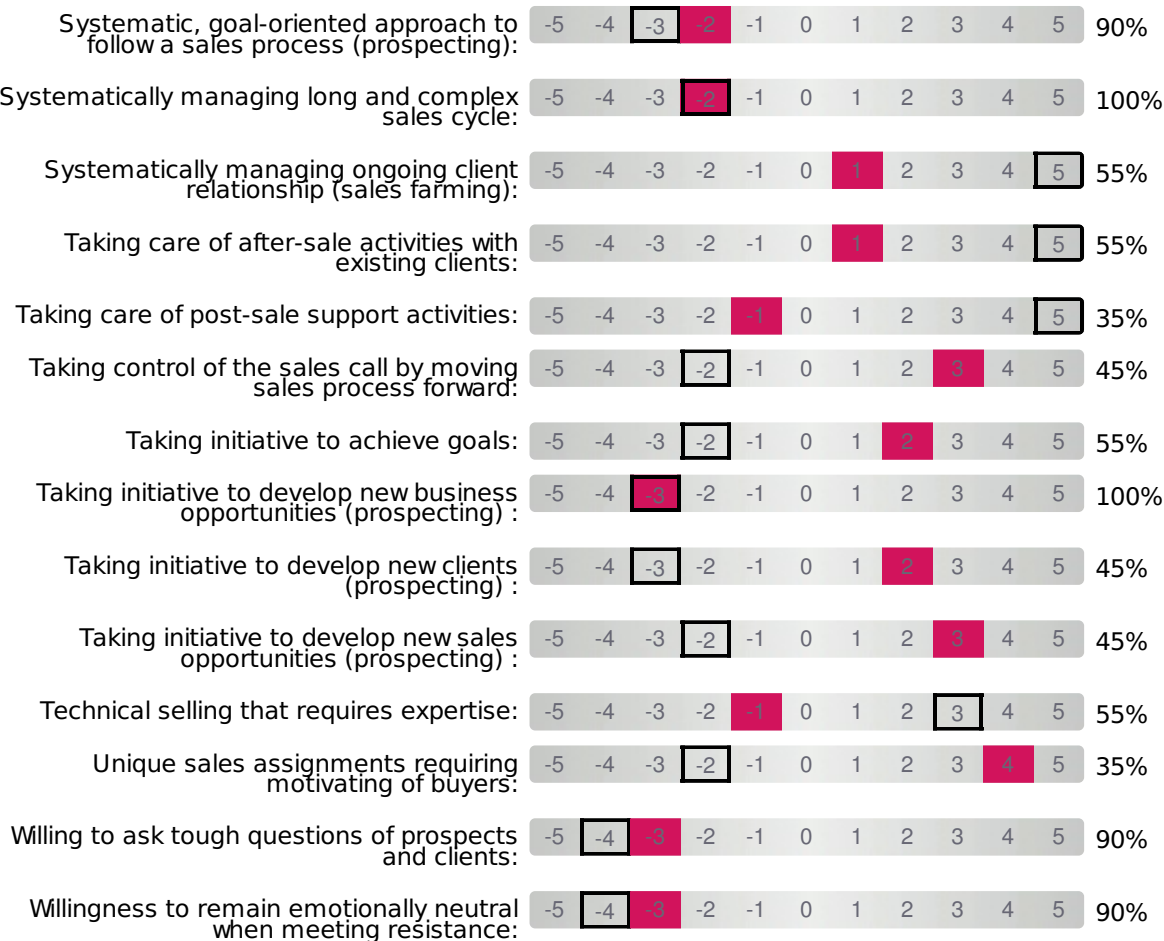 Systematic, goal-oriented approach to
follow a sales process (prospecting):
-5 -4 -3 -2 -1 0 1 2 3 4 5 90%
Systematically managing long and complex
sales cycle:
-5 -4 -3 -2 -1 0 1 2 3 4 5 100%
Systematically managing ongoing client
relationship (sales farming):
-5 -4 -3 -2 -1 0 1 2 3 4 5 55%
Taking care of after-sale activities with
existing clients:
-5 -4 -3 -2 -1 0 1 2 3 4 5 55%
Taking care of post-sale support activities: -5 -4 -3 -2 -1 0 1 2 3 4 5 35%
Taking control of the sales call by moving
sales process forward:
-5 -4 -3 -2 -1 0 1 2 3 4 5 45%
Taking initiative to achieve goals: -5 -4 -3 -2 -1 0 1 2 3 4 5 55%
Taking initiative to develop new business
opportunities (prospecting) :
-5 -4 -3 -2 -1 0 1 2 3 4 5 100%
Taking initiative to develop new clients
(prospecting) :
-5 -4 -3 -2 -1 0 1 2 3 4 5 45%
Taking initiative to develop new sales
opportunities (prospecting) :
-5 -4 -3 -2 -1 0 1 2 3 4 5 45%
Technical selling that requires expertise: -5 -4 -3 -2 -1 0 1 2 3 4 5 55%
Unique sales assignments requiring
motivating of buyers:
-5 -4 -3 -2 -1 0 1 2 3 4 5 35%
Willing to ask tough questions of prospects
and clients:
-5 -4 -3 -2 -1 0 1 2 3 4 5 90%
Willingness to remain emotionally neutral
when meeting resistance:
-5 -4 -3 -2 -1 0 1 2 3 4 5 90%